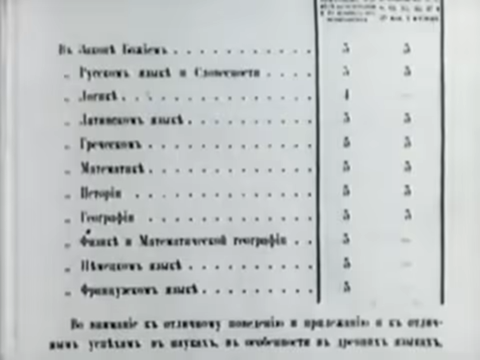 Въ Законѣ Божіемъ . . . . . . . . . . . 5 5
„ Русскомъ языкѣ и Словесности . . . . 5 5
„ Логикѣ . . . . . . . . . . . . . . . 4 —
„ Латинскомъ языкѣ . . . . . . . . . . 5 5
„ Греческомъ . . . . . . . . . . . . . 5 5
„ Математикѣ . . . . . . . . . . . . . 5 5
„ Исторіи . . . . . . . . . . . . . . 5 5
„ Географіи . . . . . . . . . . . . . 5 5
„ Физикѣ и Математической географіи . . 5 —
„ Нѣмецкомъ языкѣ . . . . . . . . . . 5 —
„ Французскомъ языкѣ . . . . . . . . . 5
Во вниманіе къ отличному поведенію и прилежанію и къ отлич-
нымъ успѣхамъ въ наукахъ, въ особенности въ древнихъ языкахъ,